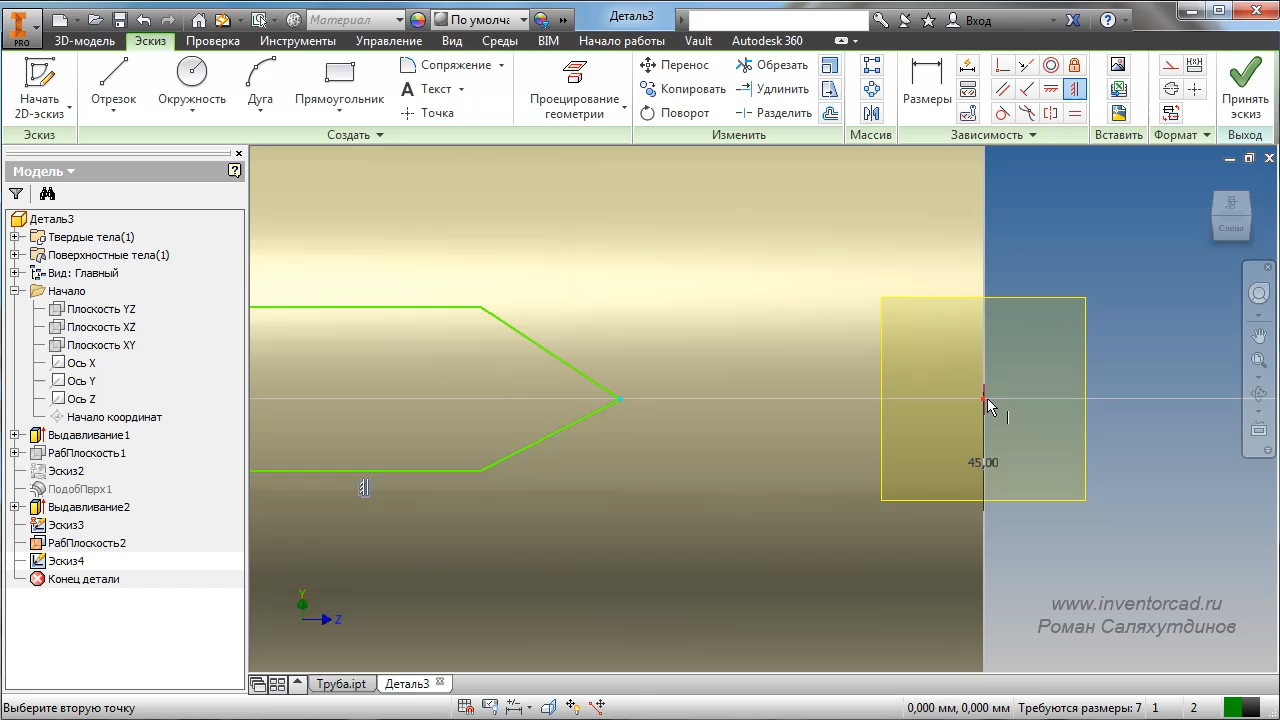 Материал
По умолча
Деталь3
Вход
PRO
3D-модель
Эскиз
Проверка
Инструменты
Управление
Вид
Среды
BIM
Начало работы
Vault
Autodesk 360
Начать
2D-эскиз
Отрезок
Окружность
Дуга
Прямоугольник
Сопряжение
Текст
Точка
Проецирование
геометрии
Перенос
Копировать
Поворот
Обрезать
Удлинить
Разделить
Размеры
Принять
эскиз
Эскиз
Создать
Изменить
Массив
Зависимость
Вставить
Формат
Выход
Модель
Деталь3
Твердые тела(1)
Поверхностные тела(1)
Вид: Главный
Начало
Плоскость YZ
Плоскость XZ
Плоскость XY
Ось X
Ось Y
Ось Z
Начало координат
Выдавливание1
РабПлоскость1
Эскиз2
ПодобПврх1
Выдавливание2
Эскиз3
РабПлоскость2
Эскиз4
Конец детали
Слева
45,00
Y
Z
www.inventorcad.ru
Роман Саляхутдинов
Труба.ipt
Деталь3
Выберите вторую точку
0,000 мм, 0,000 мм
Требуются размеры: 7
1
2